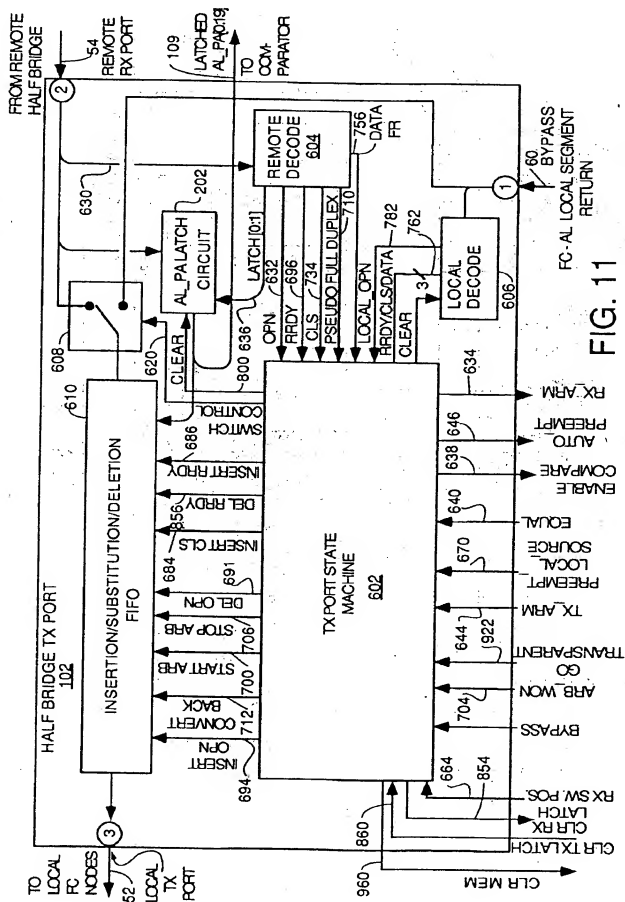 FROM REMOTE
HALF BRIDGE
54
REMOTE
RX PORT
109
LATCHED
AL_PA[0:19]
TO COM-
PARATOR
2
630
202
AL_PA LATCH
CIRCUIT
REMOTE
DECODE
604
756
DATA
FR
608
620
CLEAR
LATCH [0:1]
636
800
OPN
632
RRDY
696
CLS
734
PSEUDO FULL DUPLEX
710
LOCAL_OPN
782
RRDY/CLS/DATA
762
3
CLEAR
LOCAL
DECODE
606
1
60
BYPASS
FC-AL LOCAL SEGMENT
RETURN
HALF BRIDGE TX PORT
102
610
INSERTION/SUBSTITUTION/DELETION
FIFO
3
TO LOCAL
FC
NODES
52
LOCAL
TX
PORT
SWITCH
CONTROL
INSERT RRDY
686
DEL RRDY
856
INSERT CLS
684
DEL OPN
691
STOP ARB
706
START ARB
700
CONVERT
BACK
712
INSERT
OPN
694
TX PORT STATE
MACHINE
602
RX_ARM
634
AUTO_
PREEMPT
646
ENABLE
COMPARE
638
EQUAL
640
PREEMPT_
LOCAL_
SOURCE
670
TX_ARM
644
TRANSPARENT
GO
922
ARB_WON
704
BYPASS
RX SW. POS.
664
CLR RX
LATCH
854
CLR TX LATCH
860
CLR MEM
960
FIG. 11